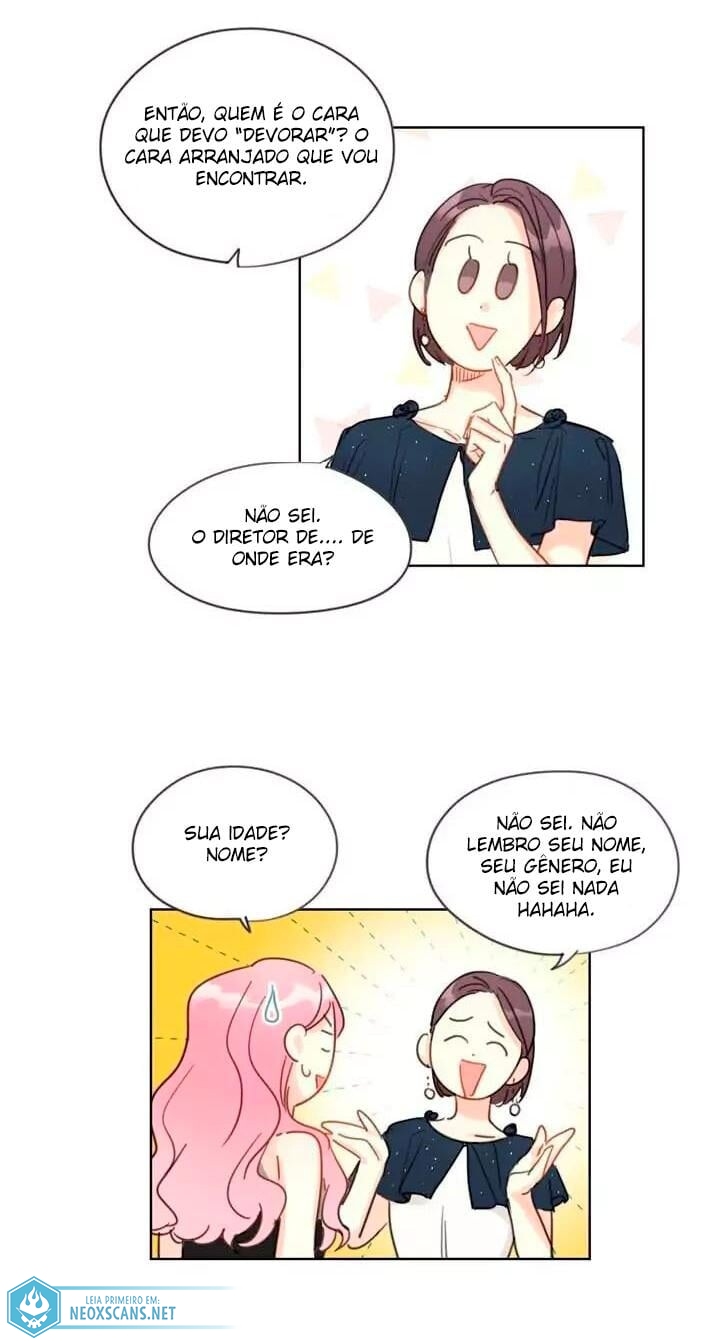 ENTÃO, QUEM É O CARA
QUE DEVO "DEVORAR"? O
CARA ARRANJADO QUE VOU
ENCONTRAR.
NÃO SEI.
O DIRETOR DE.... DE
ONDE ERA?
SUA IDADE?
NOME?
NÃO SEI. NÃO
LEMBRO SEU NOME,
SEU GÊNERO, EU
NÃO SEI NADA
HAHAHA.
LEIA PRIMEIRO EM:
NEOXSCANS.NET